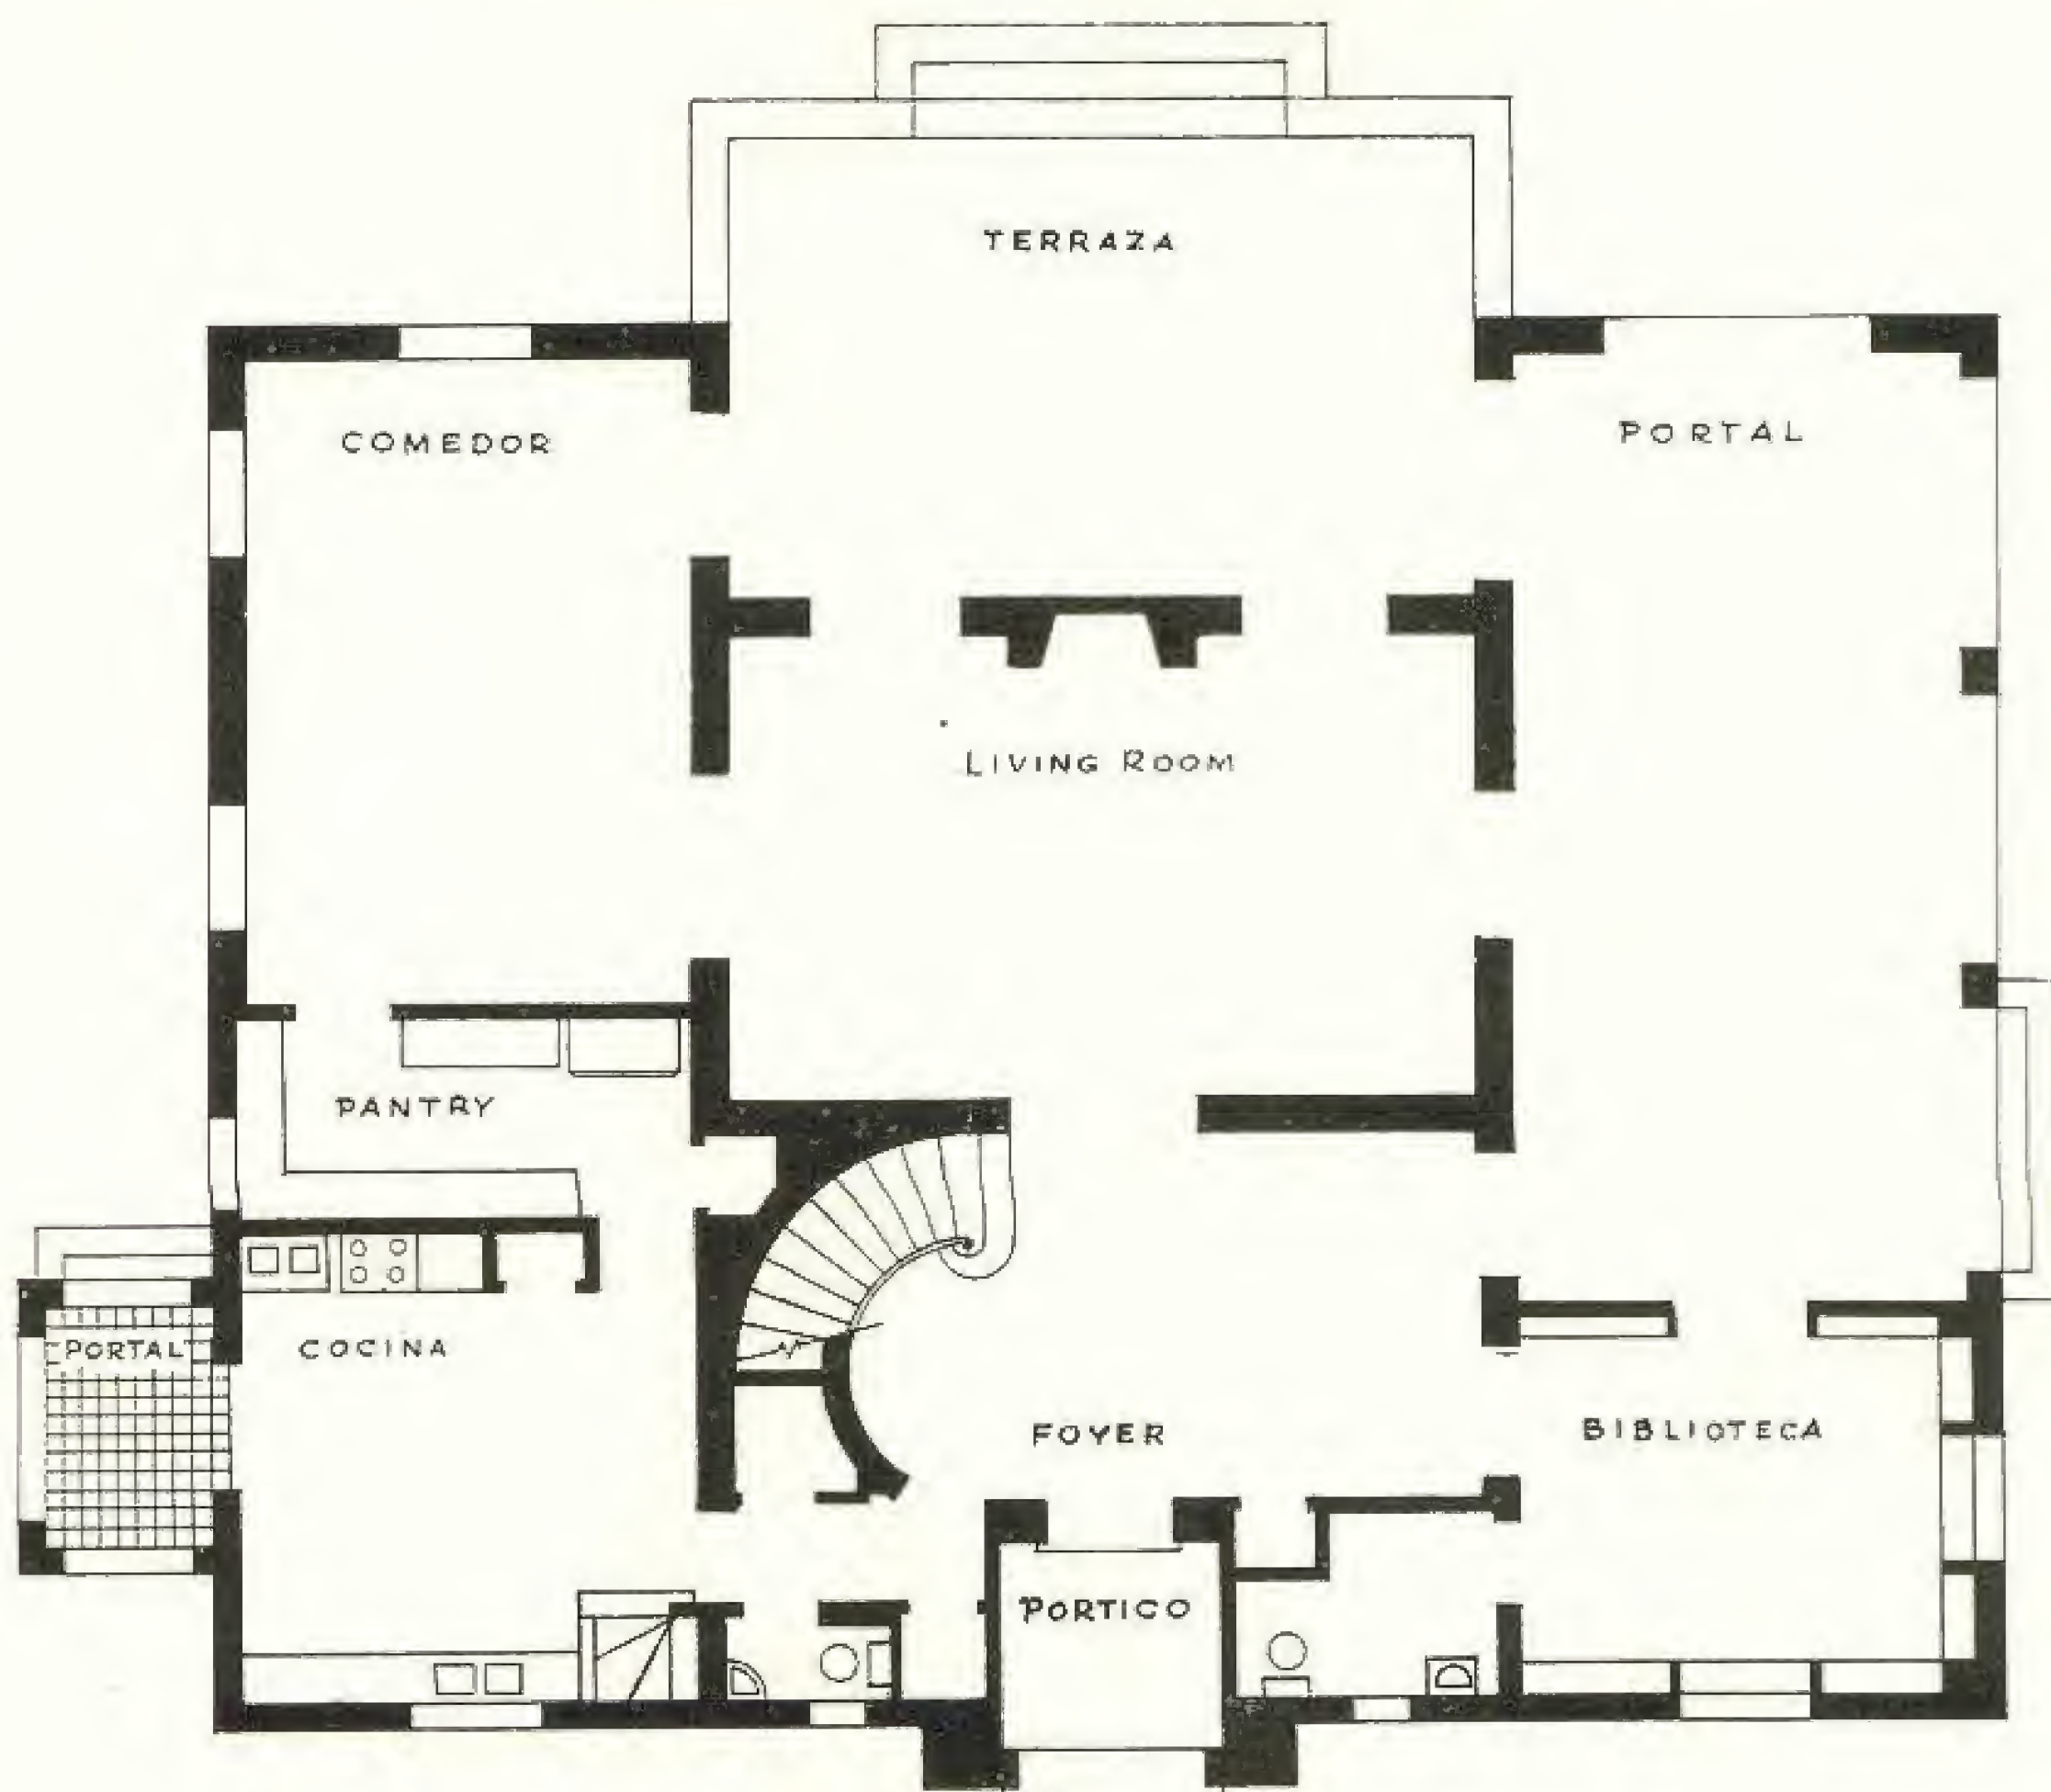 TERRAZA
COMEDOR
PORTAL
LIVING ROOM
PANTRY
PORTAL
COCINA
FOYER
BIBLIOTECA
PORTICO